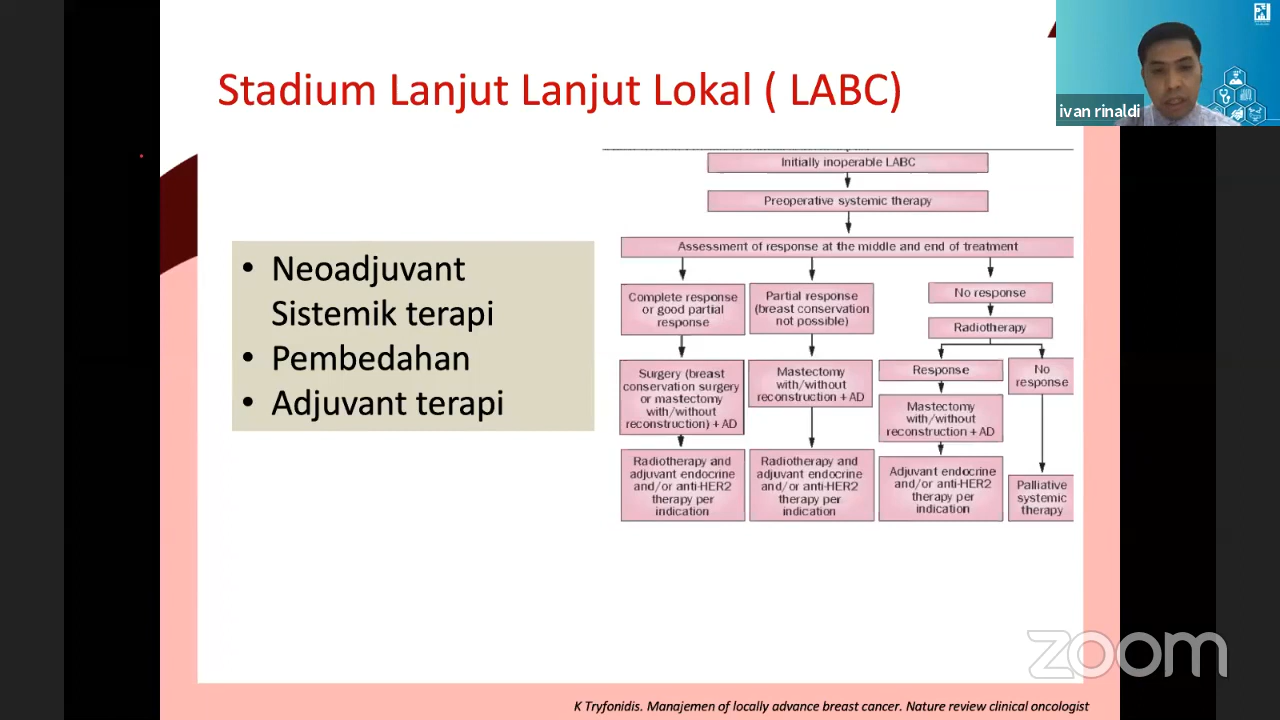 Stadium Lanjut Lanjut Lokal ( LABC)
ivan rinaldi
• Neoadjuvant
Sistemik terapi
• Pembedahan
• Adjuvant terapi
Initially inoperable LABC
Preoperative systemic therapy
Assessment of response at the middle and end of treatment
Complete response
or good partial
response
Partial response
(breast conservation
not possible)
No response
Radiotherapy
Surgery (breast
conservation surgery
or mastectomy
with/without
reconstruction) + AD
Mastectomy
with/without
reconstruction + AD
Response
No
response
Mastectomy
with/without
reconstruction + AD
Radiotherapy and
adjuvant endocrine
and/or anti-HER2
therapy per
indication
Radiotherapy and
adjuvant endocrine
and/or anti-HER2
therapy per
indication
Adjuvant endocrine
and/or anti-HER2
therapy per
indication
Palliative
systemic
therapy
zoom
K Tryfonidis. Manajemen of locally advance breast cancer. Nature review clinical oncologist